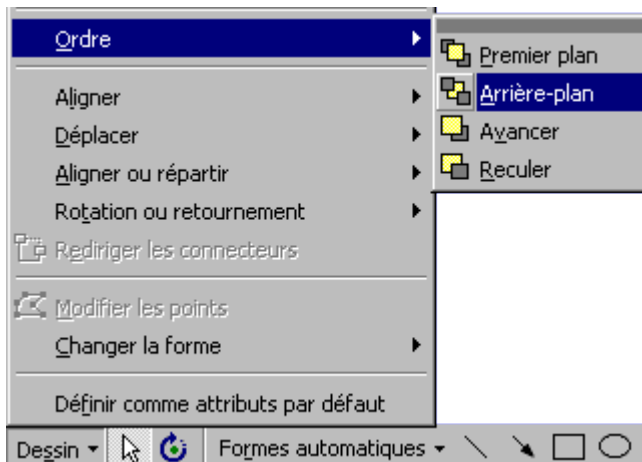 Ordre
Premier plan
Arrière-plan
Avancer
Reculer
Aligner
Déplacer
Aligner ou répartir
Rotation ou retournement
Rediriger les connecteurs
Modifier les points
Changer la forme
Définir comme attributs par défaut
Dessin Formes automatiques